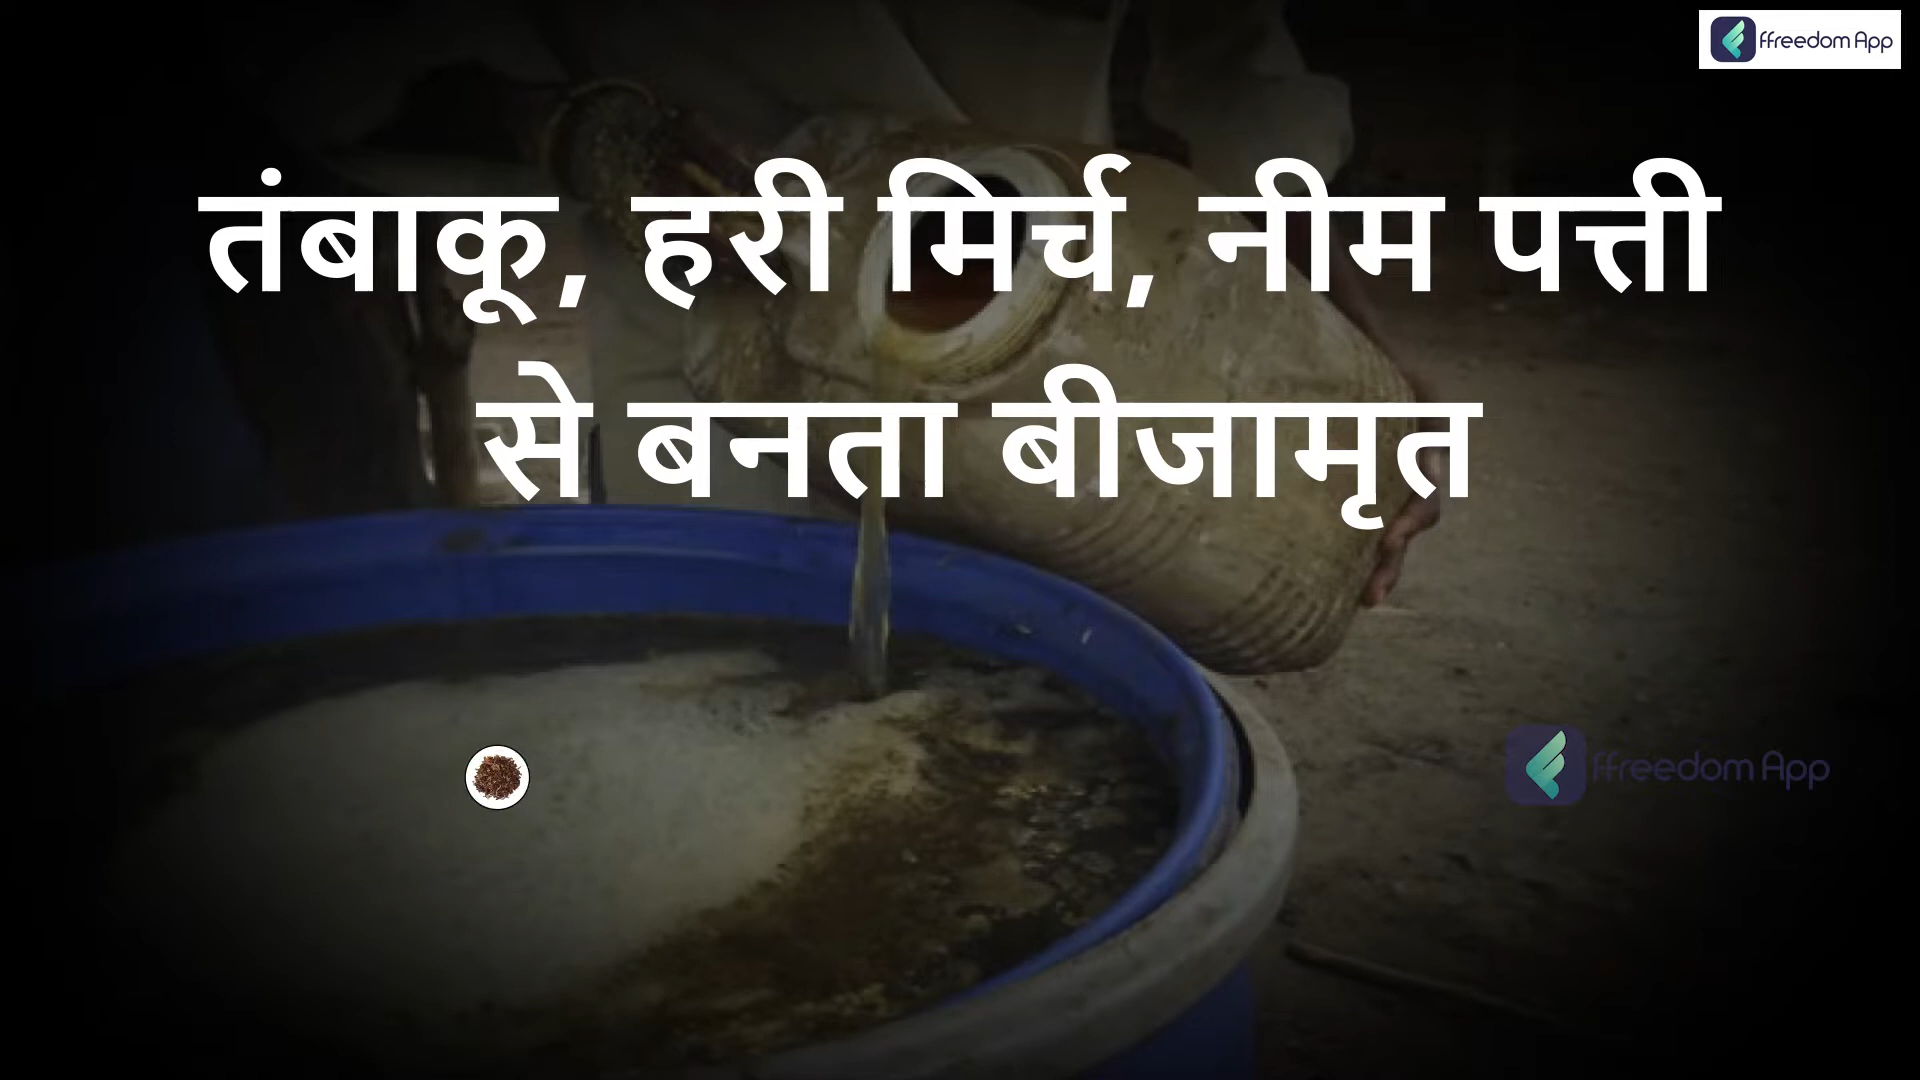 ffreedom App
तंबाकू, हरी मिर्च, नीम पत्ती
से बनता बीजामृत
ffreedom App